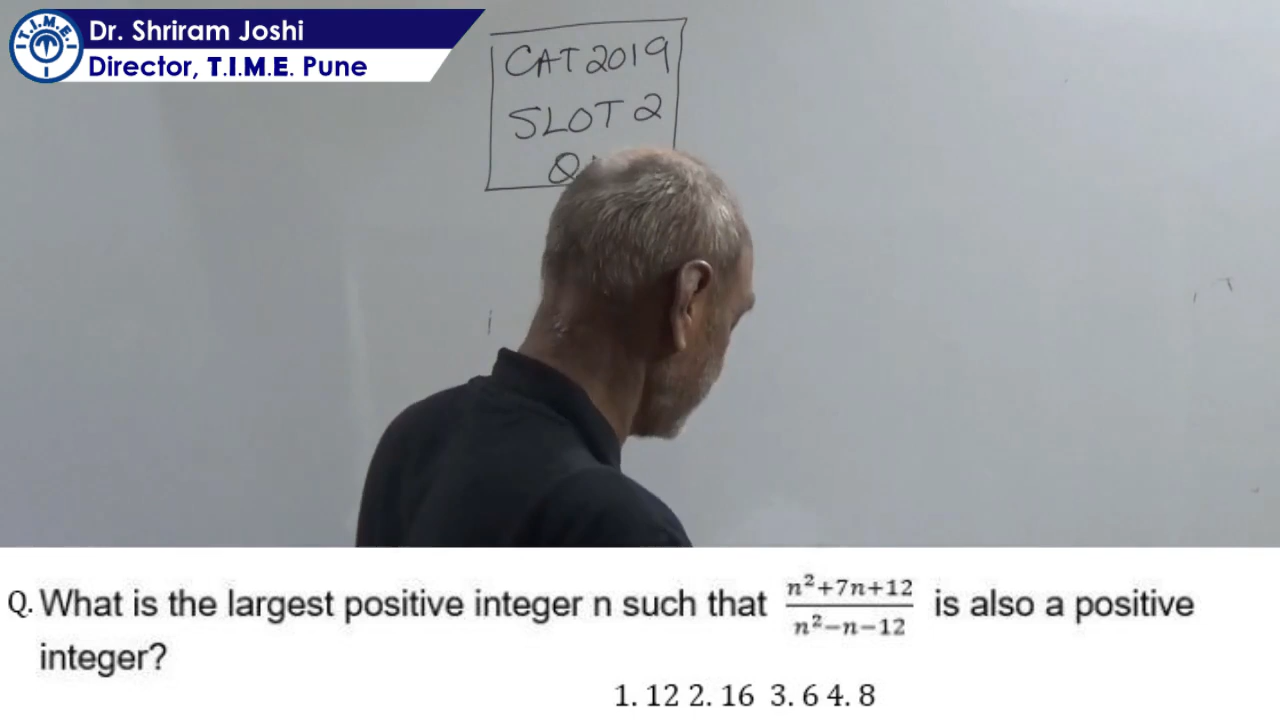 T.I.M.E.
Dr. Shriram Joshi
Director, T.I.M.E. Pune
CAT 2019
SLOT 2
Q. What is the largest positive integer n such that (n²+7n+12)/(n²−n−12) is also a positive
integer?
1. 12 2. 16 3. 6 4. 8